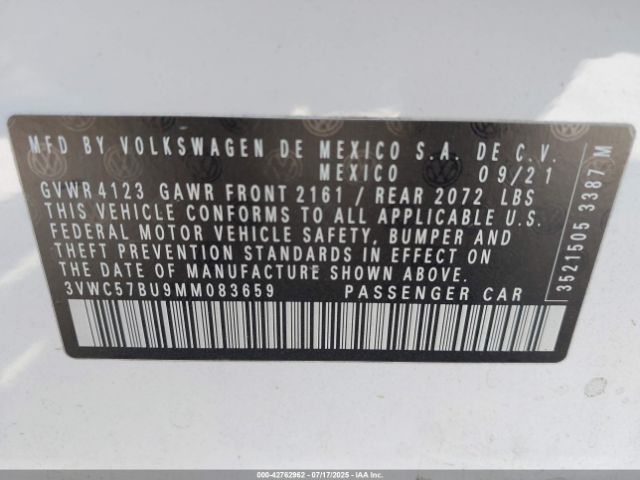 MFD BY VOLKSWAGEN DE MEXICO S.A. DE C.V.
MEXICO 09/21
GVWR 4123 GAWR FRONT 2161 / REAR 2072 LBS
THIS VEHICLE CONFORMS TO ALL APPLICABLE U.S.
FEDERAL MOTOR VEHICLE SAFETY, BUMPER AND
THEFT PREVENTION STANDARDS IN EFFECT ON
THE DATE OF MANUFACTURE SHOWN ABOVE.
3VWC57BU9MM083659 PASSENGER CAR
3521505 3387 M
000-42762962 - 07/17/2025 - COPYRIGHT IAA, LLC